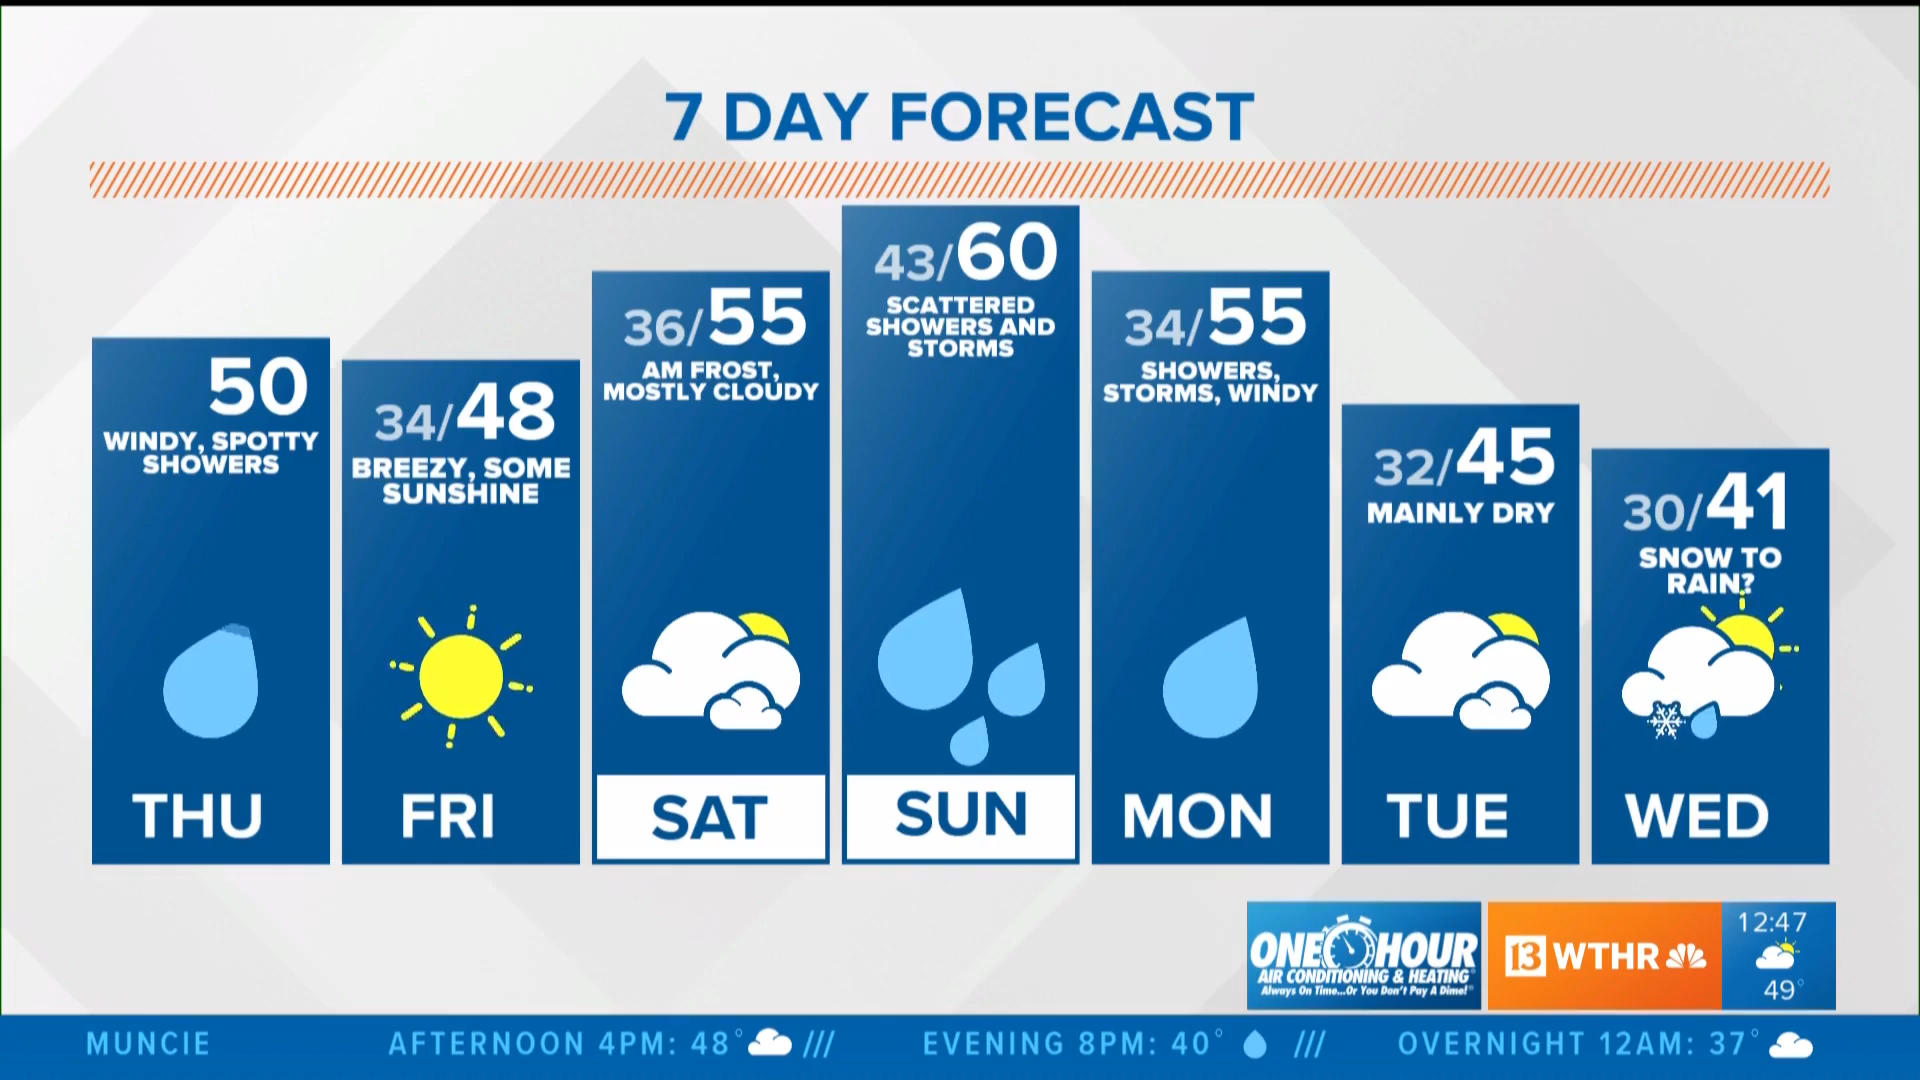 7 DAY FORECAST
50
WINDY, SPOTTY
SHOWERS
THU
34/48
BREEZY, SOME
SUNSHINE
FRI
36/55
AM FROST,
MOSTLY CLOUDY
SAT
43/60
SCATTERED
SHOWERS AND
STORMS
SUN
34/55
SHOWERS,
STORMS, WINDY
MON
32/45
MAINLY DRY
TUE
30/41
SNOW TO
RAIN?
WED
ONE HOUR
AIR CONDITIONING & HEATING
Always On Time...Or You Don't Pay A Dime!
13 WTHR
12:47
49°
MUNCIE AFTERNOON 4PM: 48° /// EVENING 8PM: 40° /// OVERNIGHT 12AM: 37°